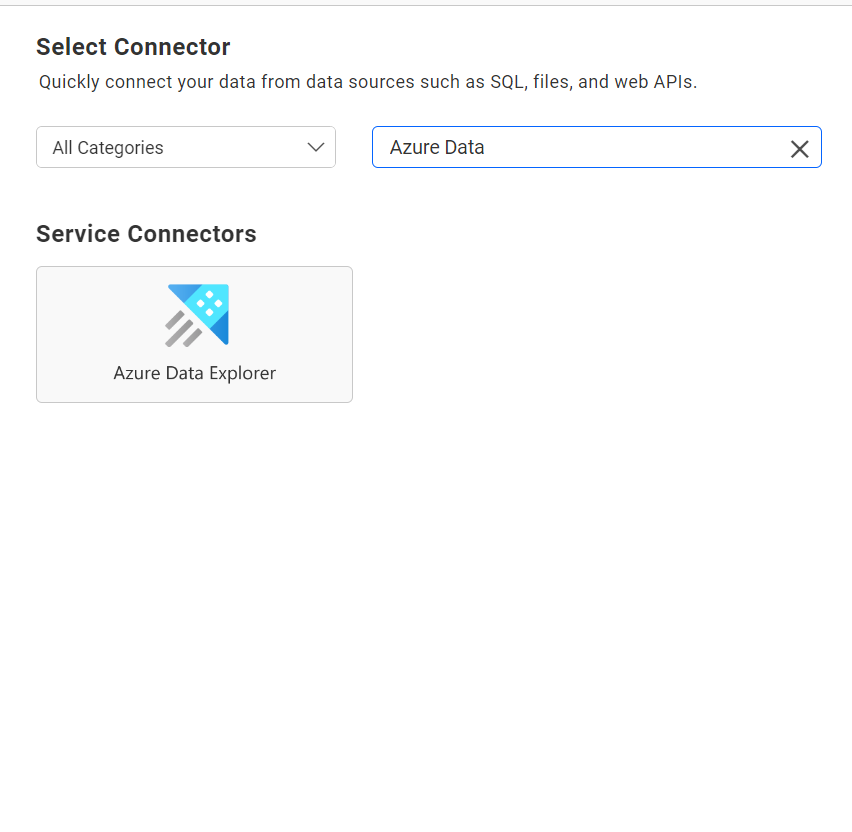 Select Connector
Quickly connect your data from data sources such as SQL, files, and web APIs.
All Categories
Azure Data
Service Connectors
Azure Data Explorer